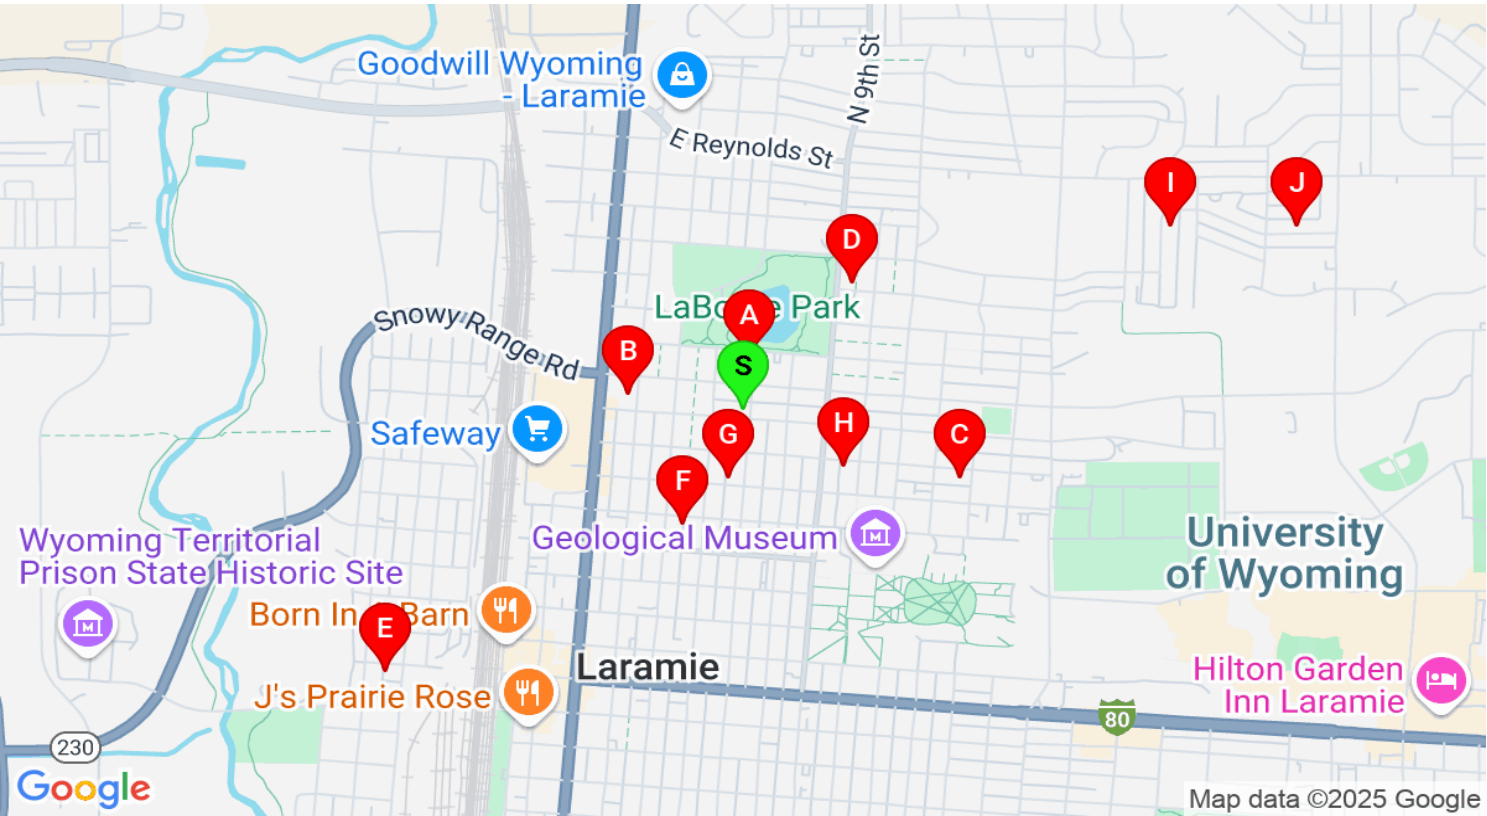 Goodwill Wyoming
- Laramie
N 9th St
E Reynolds St
I
J
D
LaBonte Park
A
Snowy Range Rd
B
S
Safeway
G
H
C
F
Geological Museum
Wyoming Territorial
Prison State Historic Site
University
of Wyoming
Born In A Barn
E
Laramie
J's Prairie Rose
Hilton Garden
Inn Laramie
80
230
Google
Map data ©2025 Google